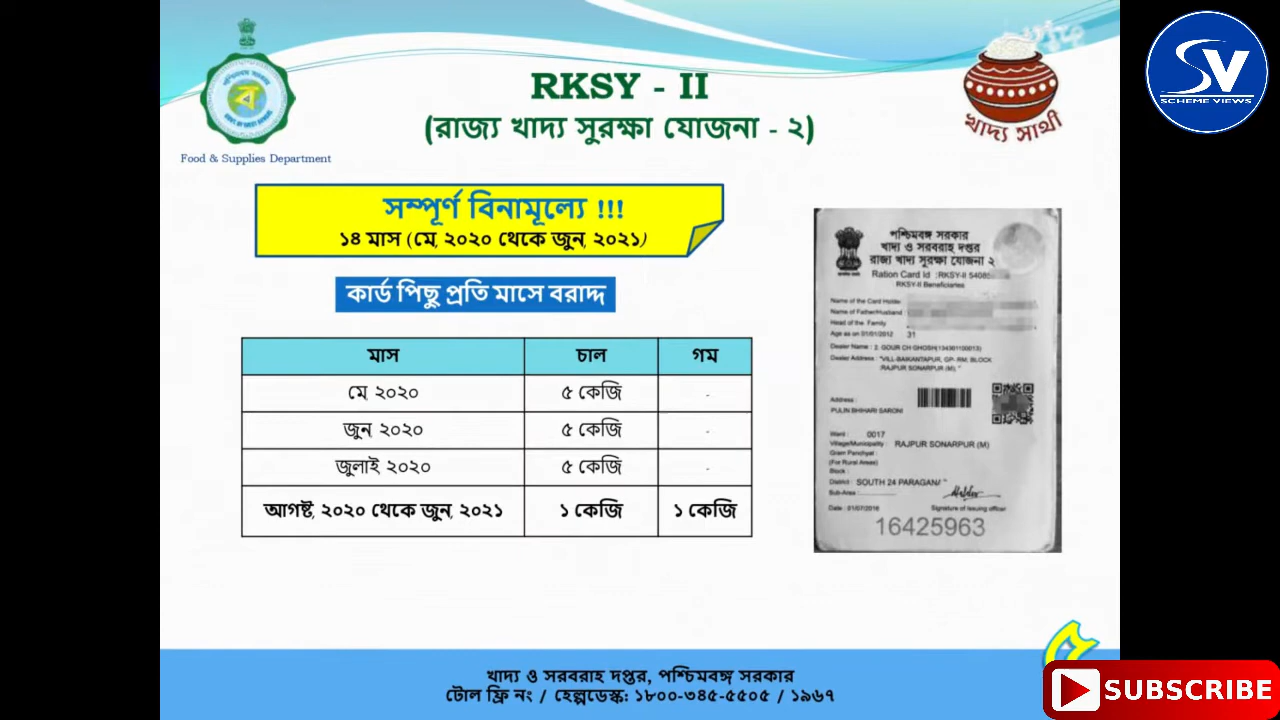 RKSY - II
(রাজ্য খাদ্য সুরক্ষা যোজনা - ২)
Food & Supplies Department
খাদ্য সাথী
SV
SCHEME VIEWS
সম্পূর্ণ বিনামূল্যে !!!
১৪ মাস (মে, ২০২০ থেকে জুন, ২০২১)
কার্ড পিছু প্রতি মাসে বরাদ্দ
মাস চাল গম
মে ২০২০ ৫ কেজি -
জুন ২০২০ ৫ কেজি -
জুলাই ২০২০ ৫ কেজি -
আগষ্ট, ২০২০ থেকে জুন, ২০২১ ১ কেজি ১ কেজি
পশ্চিমবঙ্গ সরকার
খাদ্য ও সরবরাহ দপ্তর
রাজ্য খাদ্য সুরক্ষা যোজনা ২
Ration Card Id :RKSY-II 5408
RKSY-II Beneficiaries
Name of the Card Holder
Name of Father/Husband
Head of the Family
Age as on 01/01/2012 31
Dealer Name : 2. GOUR CH GHOSH(134301100013)
Dealer Address : "VILL-BAIKANTAPUR, GP- RM, BLOCK
RAJPUR SONARPUR (M) "
Address :
PULIN BHIHARI SARONI
Ward : 0017
Village/Municipality : RAJPUR SONARPUR (M)
Gram Panchyat :
(For Rural Areas)
Block :
District : SOUTH 24 PARAGAN
Sub-Area :
Date : 01/07/2016 Signature of issuing officer
16425963
৫
খাদ্য ও সরবরাহ দপ্তর, পশ্চিমবঙ্গ সরকার
টোল ফ্রি নং / হেল্পডেস্ক: ১৮০০-৩৪৫-৫৫০৫ / ১৯৬৭
SUBSCRIBE